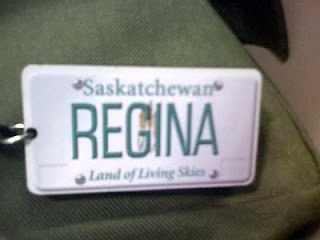 Saskatchewan
REGINA
Land of Living Skies